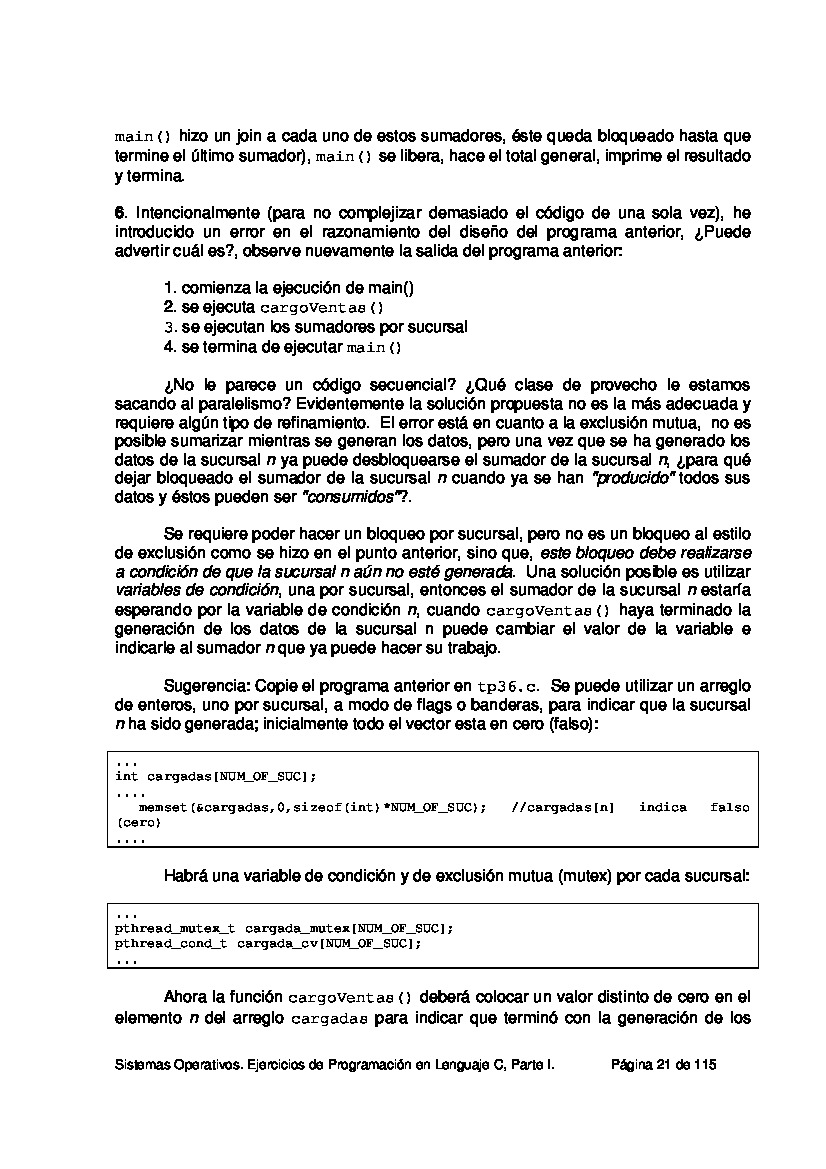 main() hizo un join a cada uno de estos sumadores, éste queda bloqueado hasta que
termine el último sumador), main() se libera, hace el total general, imprime el resultado
y termina.
6. Intencionalmente (para no complejizar demasiado el código de una sola vez), he
introducido un error en el razonamiento del diseño del programa anterior, ¿Puede
advertir cuál es?, observe nuevamente la salida del programa anterior:
1. comienza la ejecución de main()
2. se ejecuta cargoVentas()
3. se ejecutan los sumadores por sucursal
4. se termina de ejecutar main()
¿No le parece un código secuencial? ¿Qué clase de provecho le estamos
sacando al paralelismo? Evidentemente la solución propuesta no es la más adecuada y
requiere algún tipo de refinamiento. El error está en cuanto a la exclusión mutua, no es
posible sumarizar mientras se generan los datos, pero una vez que se ha generado los
datos de la sucursal n ya puede desbloquearse el sumador de la sucursal n, ¿para qué
dejar bloqueado el sumador de la sucursal n cuando ya se han "producido" todos sus
datos y éstos pueden ser "consumidos"?.
Se requiere poder hacer un bloqueo por sucursal, pero no es un bloqueo al estilo
de exclusión como se hizo en el punto anterior, sino que, este bloqueo debe realizarse
a condición de que la sucursal n aún no esté generada. Una solución posible es utilizar
variables de condición, una por sucursal, entonces el sumador de la sucursal n estaría
esperando por la variable de condición n, cuando cargoVentas() haya terminado la
generación de los datos de la sucursal n puede cambiar el valor de la variable e
indicarle al sumador n que ya puede hacer su trabajo.
Sugerencia: Copie el programa anterior en tp36.c. Se puede utilizar un arreglo
de enteros, uno por sucursal, a modo de flags o banderas, para indicar que la sucursal
n ha sido generada; inicialmente todo el vector esta en cero (falso):
...
int cargadas[NUM_OF_SUC];
....
memset(&cargadas,0,sizeof(int)*NUM_OF_SUC); //cargadas[n] indica falso
(cero)
....
Habrá una variable de condición y de exclusión mutua (mutex) por cada sucursal:
...
pthread_mutex_t cargada_mutex[NUM_OF_SUC];
pthread_cond_t cargada_cv[NUM_OF_SUC];
...
Ahora la función cargoVentas() deberá colocar un valor distinto de cero en el
elemento n del arreglo cargadas para indicar que terminó con la generación de los
Sistemas Operativos. Ejercicios de Programación en Lenguaje C, Parte I. Página 21 de 115